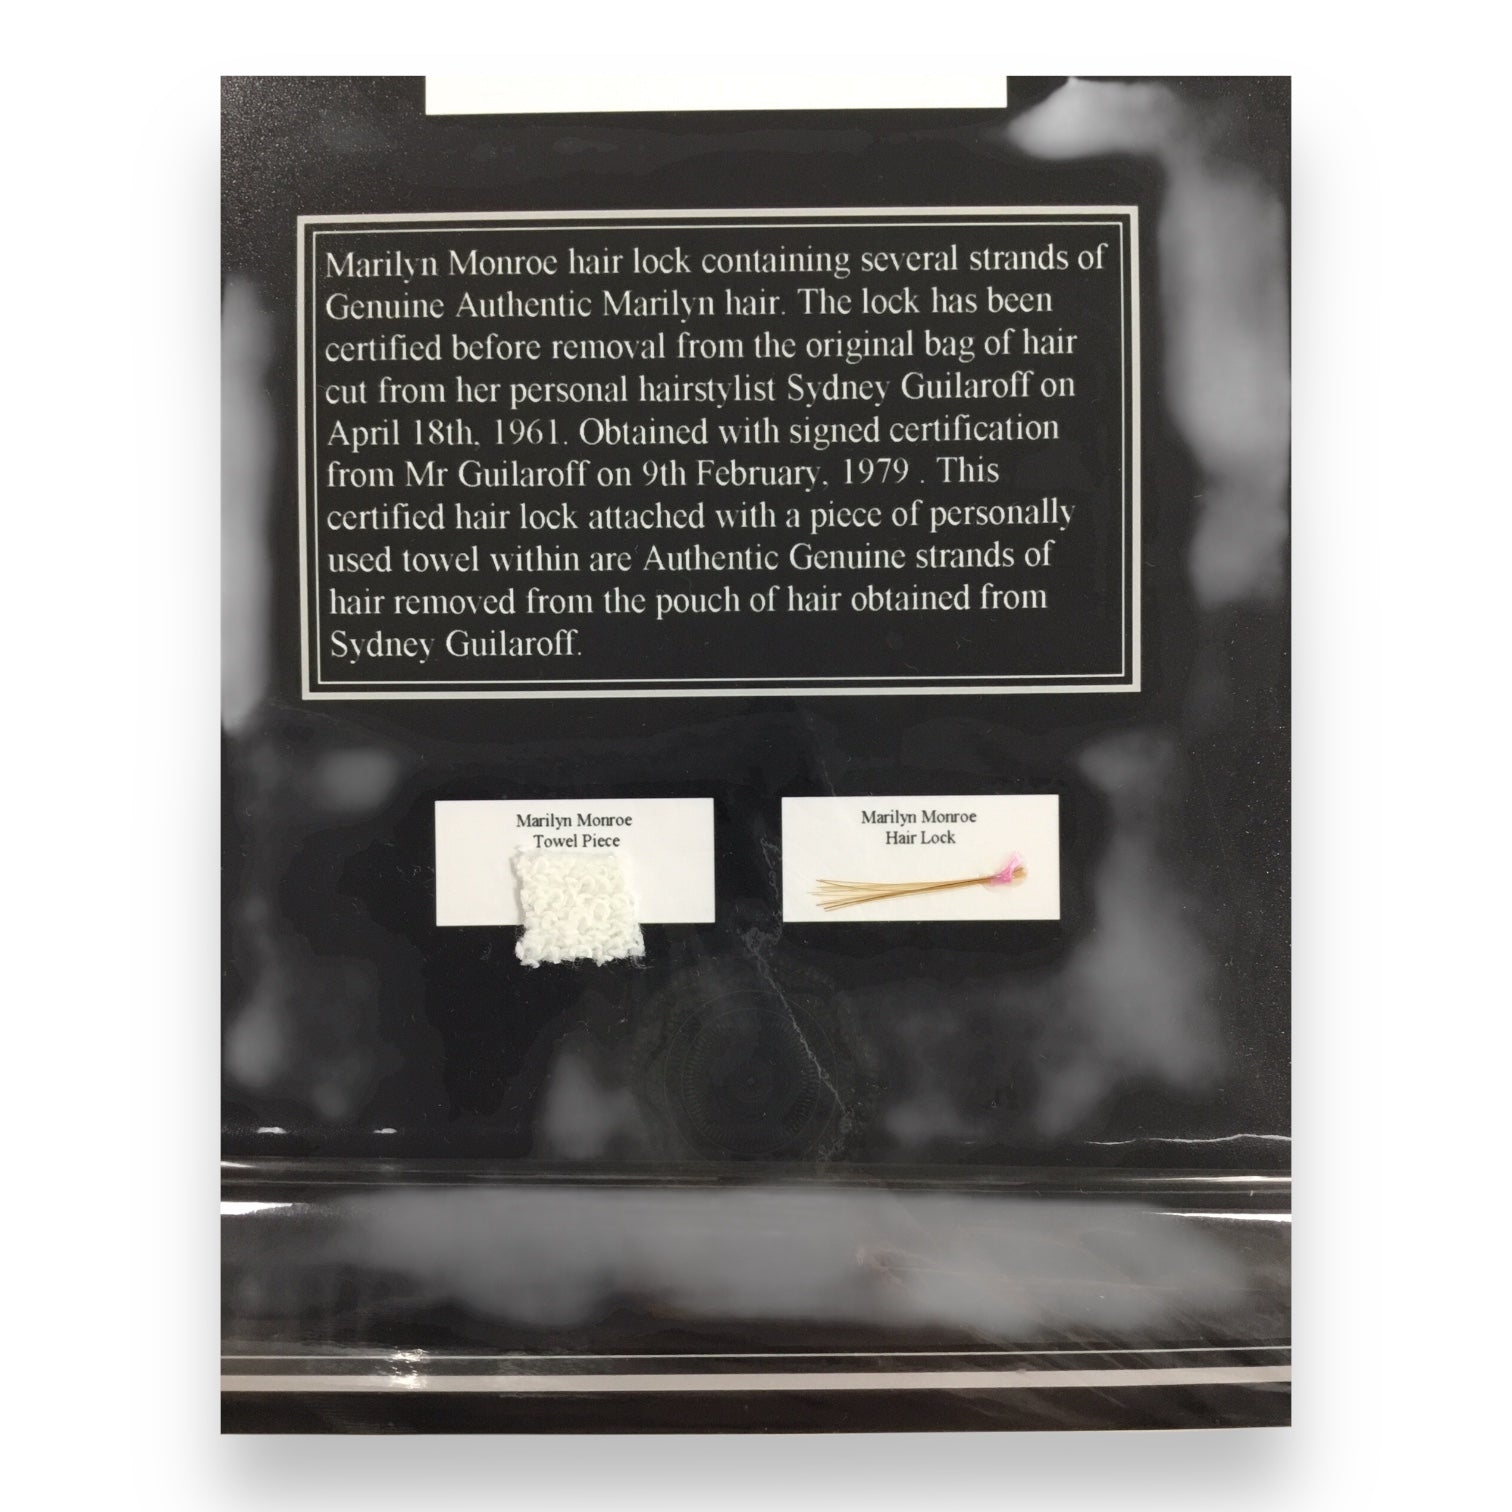 Marilyn Monroe hair lock containing several strands of
Genuine Authentic Marilyn hair. The lock has been
certified before removal from the original bag of hair
cut from her personal hairstylist Sydney Guilaroff on
April 18th, 1961. Obtained with signed certification
from Mr Guilaroff on 9th February, 1979 . This
certified hair lock attached with a piece of personally
used towel within are Authentic Genuine strands of
hair removed from the pouch of hair obtained from
Sydney Guilaroff.
Marilyn Monroe
Towel Piece
Marilyn Monroe
Hair Lock